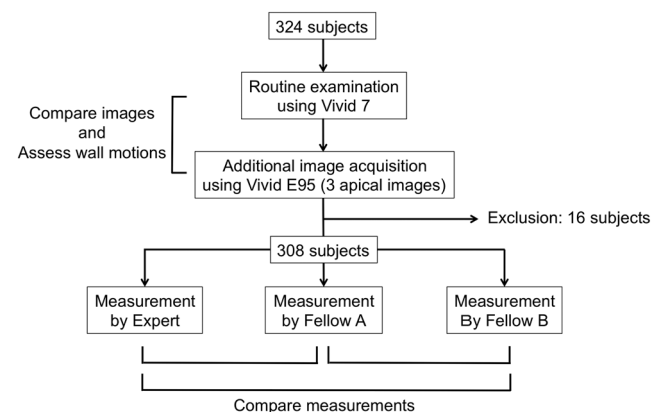 324 subjects
Routine examination
using Vivid 7
Compare images
and
Assess wall motions
Additional image acquisition
using Vivid E95 (3 apical images)
Exclusion: 16 subjects
308 subjects
Measurement
by Expert
Measurement
by Fellow A
Measurement
By Fellow B
Compare measurements